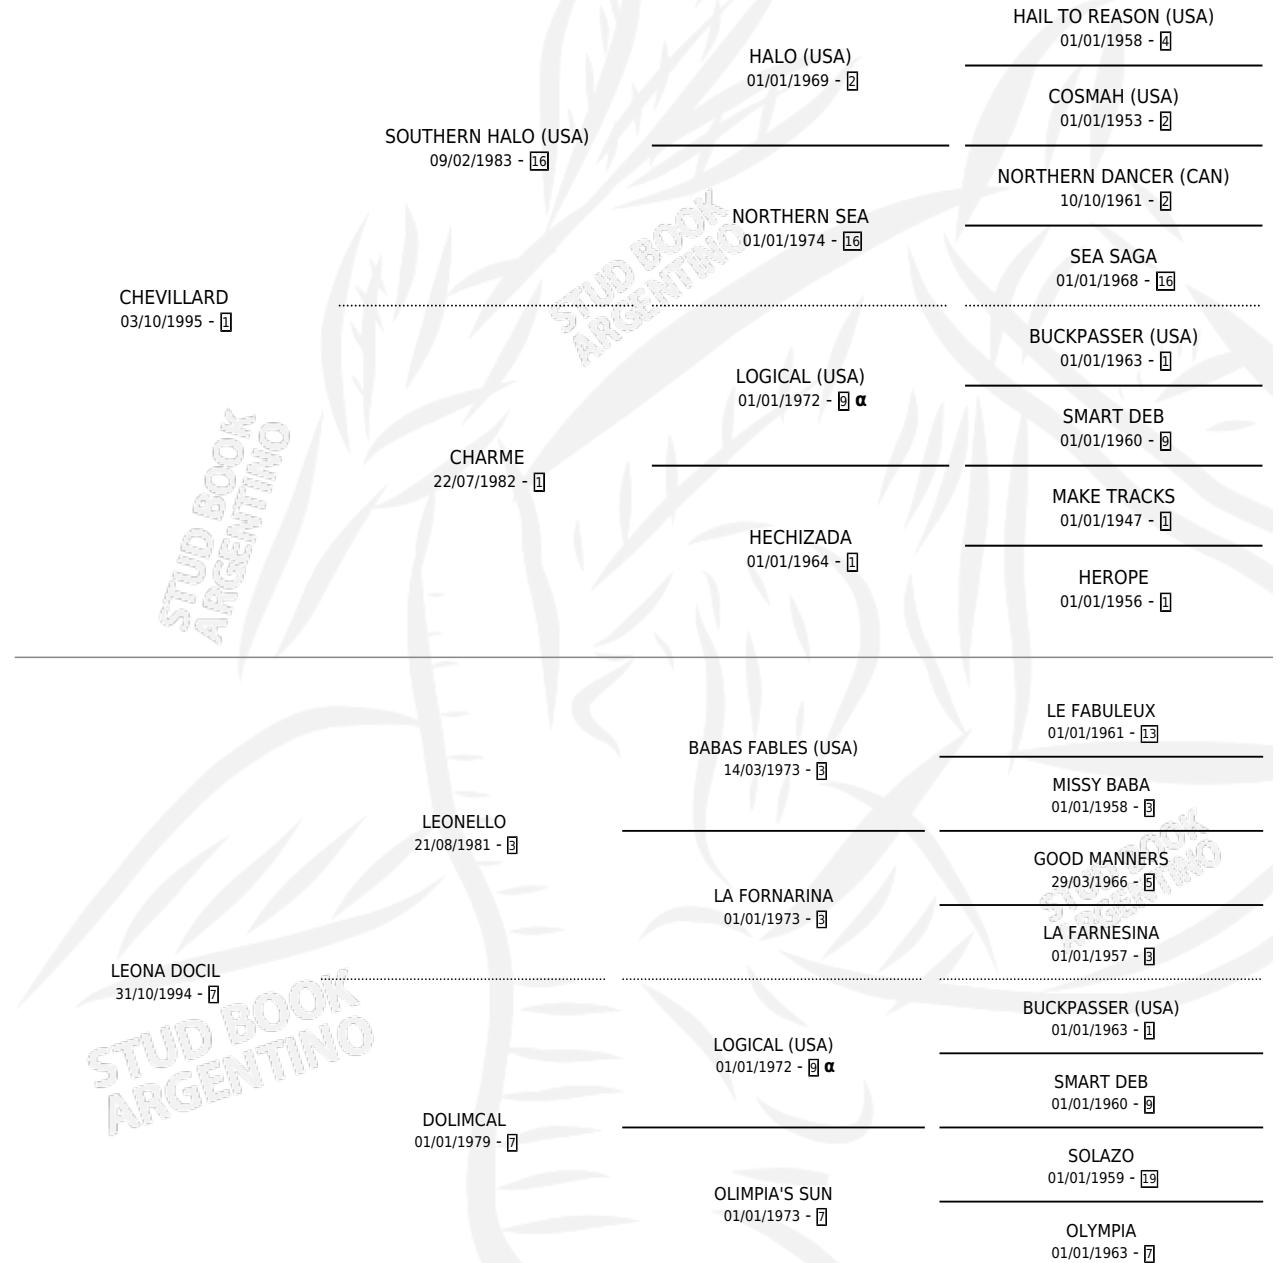 HAIL TO REASON (USA)
01/01/1958 - 4
HALO (USA)
01/01/1969 - 2
COSMAH (USA)
01/01/1953 - 2
SOUTHERN HALO (USA)
09/02/1983 - 16
NORTHERN DANCER (CAN)
10/10/1961 - 2
NORTHERN SEA
01/01/1974 - 16
SEA SAGA
01/01/1968 - 16
CHEVILLARD
03/10/1995 - 1
BUCKPASSER (USA)
01/01/1963 - 1
LOGICAL (USA)
01/01/1972 - 9 α
SMART DEB
01/01/1960 - 9
CHARME
22/07/1982 - 1
MAKE TRACKS
01/01/1947 - 1
HECHIZADA
01/01/1964 - 1
HEROPE
01/01/1956 - 1
LE FABULEUX
01/01/1961 - 13
BABAS FABLES (USA)
14/03/1973 - 3
MISSY BABA
01/01/1958 - 3
LEONELLO
21/08/1981 - 3
GOOD MANNERS
29/03/1966 - 5
LA FORNARINA
01/01/1973 - 3
LA FARNESINA
01/01/1957 - 3
LEONA DOCIL
31/10/1994 - 7
BUCKPASSER (USA)
01/01/1963 - 1
LOGICAL (USA)
01/01/1972 - 9 α
SMART DEB
01/01/1960 - 9
DOLIMCAL
01/01/1979 - 7
SOLAZO
01/01/1959 - 19
OLIMPIA'S SUN
01/01/1973 - 7
OLYMPIA
01/01/1963 - 7
STUD BOOK
ARGENTINO
STUD BOOK
ARGENTINO
STUD BOOK
ARGENTINO
STUD BOOK
ARGENTINO